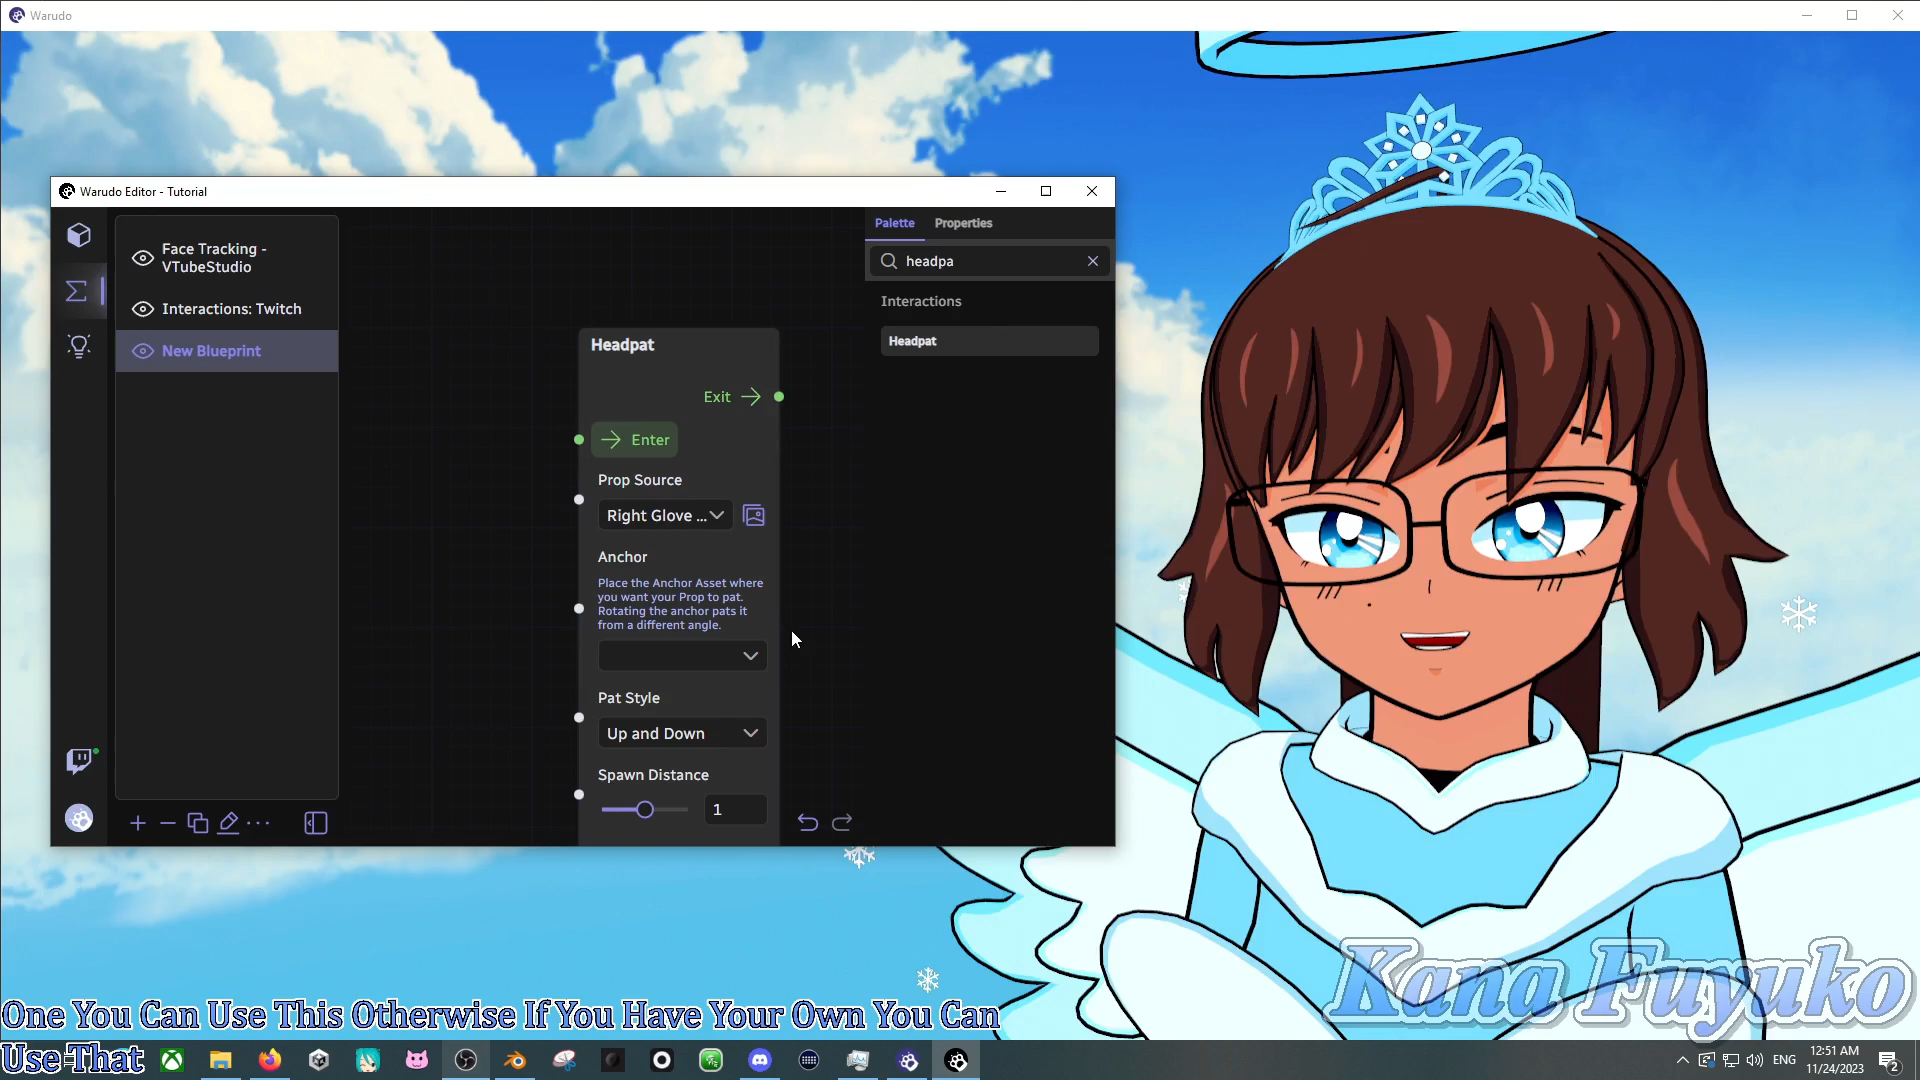 Warudo
Warudo Editor - Tutorial
Face Tracking -
VTubeStudio
Interactions: Twitch
New Blueprint
Headpat
Exit
Enter
Prop Source
Right Glove ...
Anchor
Place the Anchor Asset where
you want your Prop to pat.
Rotating the anchor pats it
from a different angle.
Pat Style
Up and Down
Spawn Distance
1
Palette
Properties
headpa
Interactions
Headpat
Kana Fuyuko
One You Can Use This Otherwise If You Have Your Own You Can
Use That
ENG
12:51 AM
11/24/2023
2